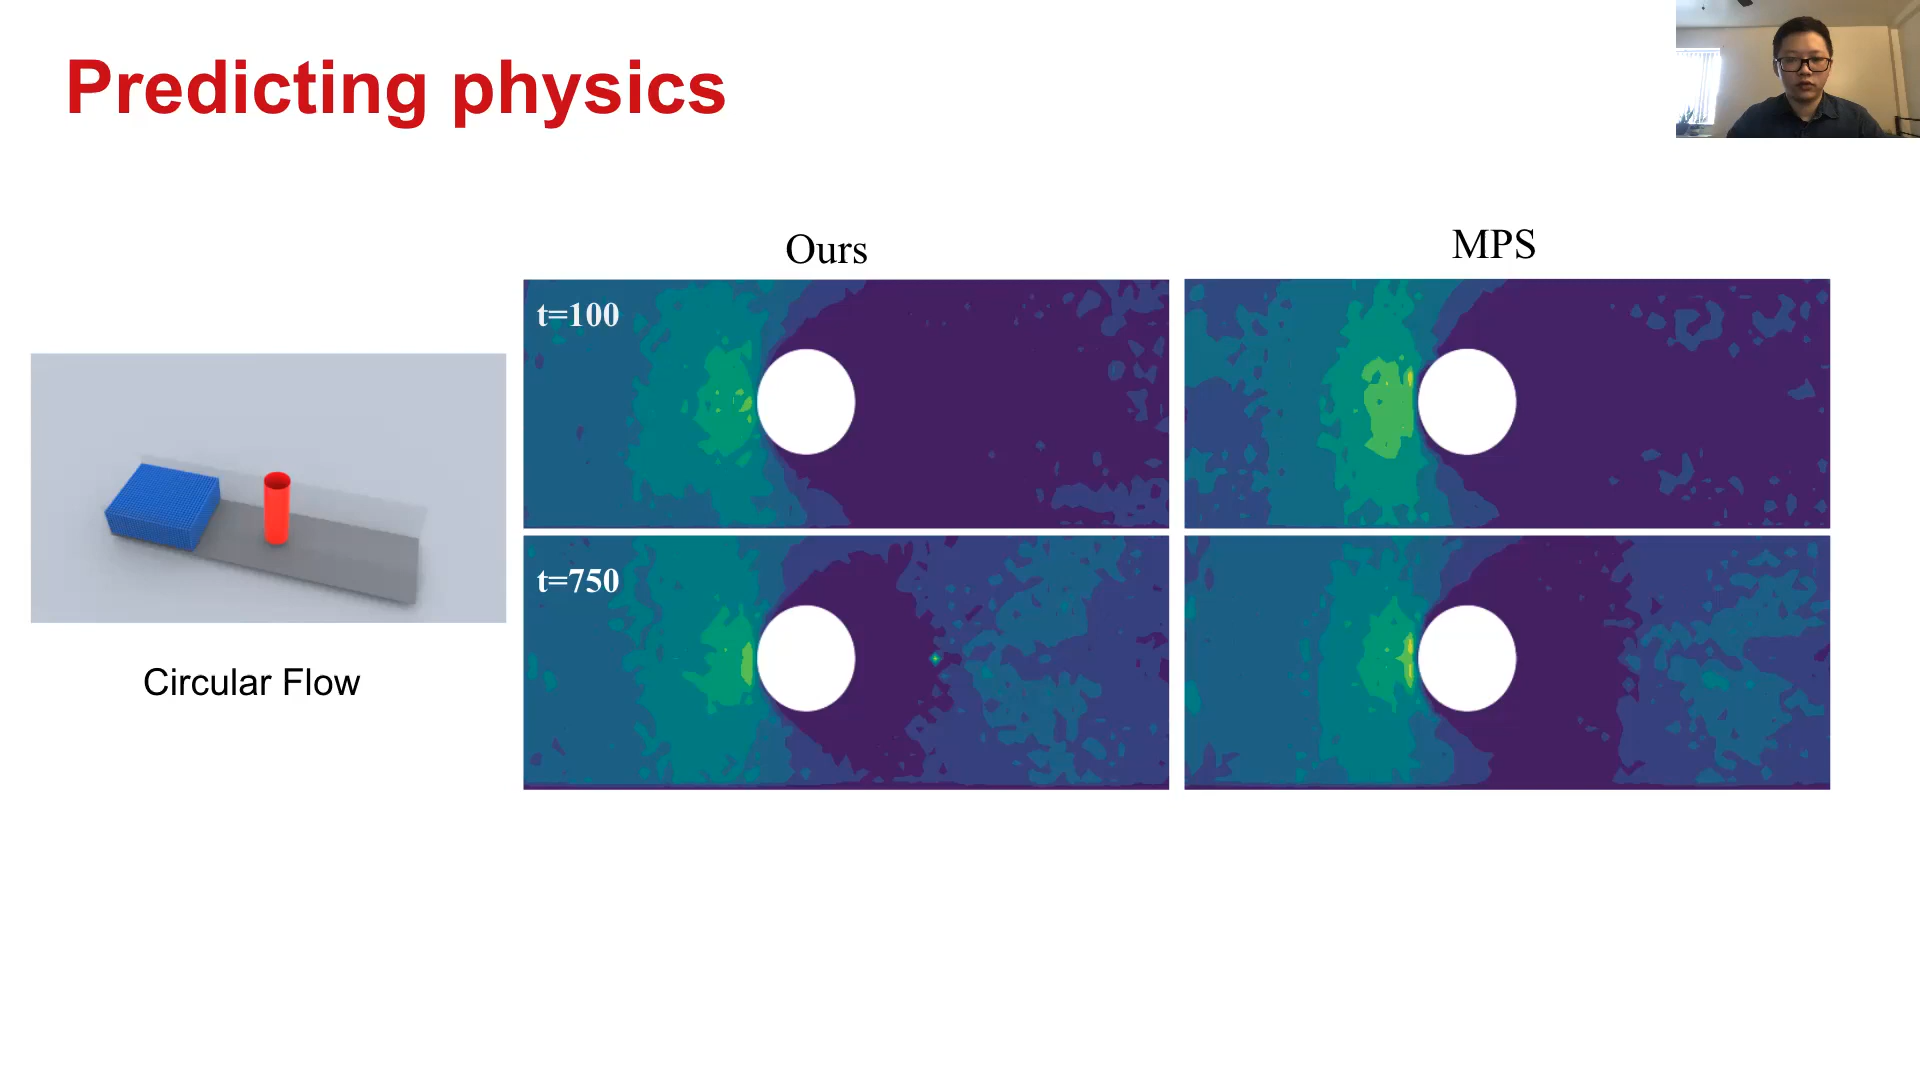 Predicting physics
Ours
MPS
t=100
t=750
Circular Flow